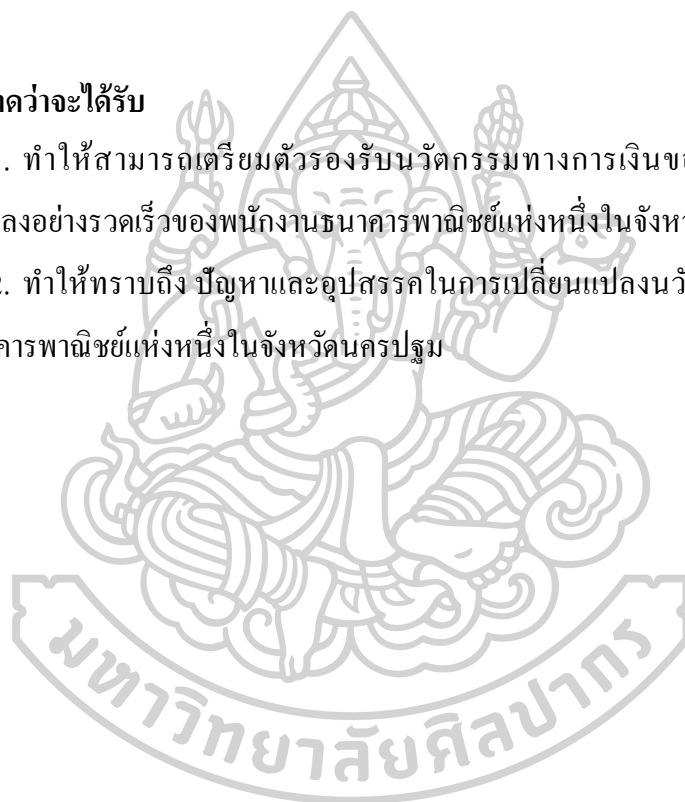 าดว่าจะได้รับ
. ทำให้สามารถเตรียมตัวรองรับนวัตกรรมทางการเงินขอ
ลงอย่างรวดเร็วของพนักงานธนาคารพาณิชย์แห่งหนึ่งในจังหว
2. ทำให้ทราบถึง ปัญหาและอุปสรรคในการเปลี่ยนแปลงนวั
คารพาณิชย์แห่งหนึ่งในจังหวัดนครปฐม
มหาวิทยาลัยศิลปากร